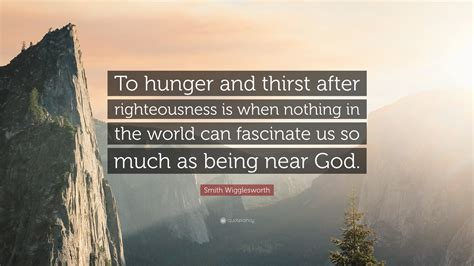 To hunger and thirst after
righteousness is when nothing in
the world can fascinate us so
much as being near God.
Smith Wigglesworth
quotefancy